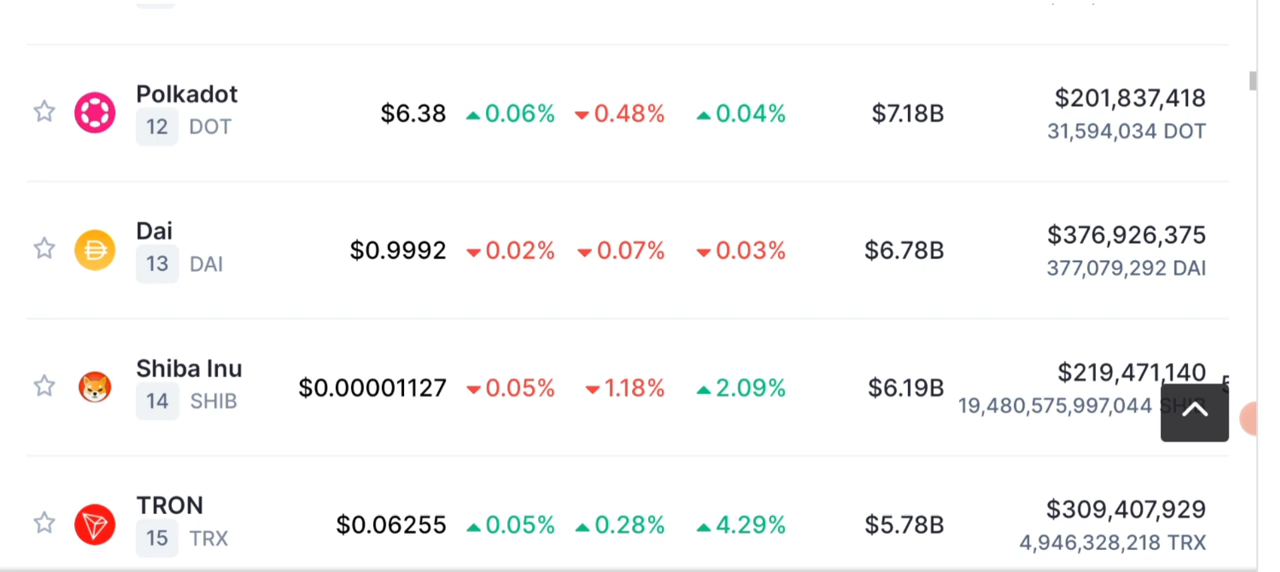 Polkadot
12 DOT
$6.38 0.06% 0.48% 0.04% $7.18B $201,837,418
31,594,034 DOT
Dai
13 DAI
$0.9992 0.02% 0.07% 0.03% $6.78B $376,926,375
377,079,292 DAI
Shiba Inu
14 SHIB
$0.00001127 0.05% 1.18% 2.09% $6.19B $219,471,140
19,480,575,997,044 SHIB
TRON
15 TRX
$0.06255 0.05% 0.28% 4.29% $5.78B $309,407,929
4,946,328,218 TRX